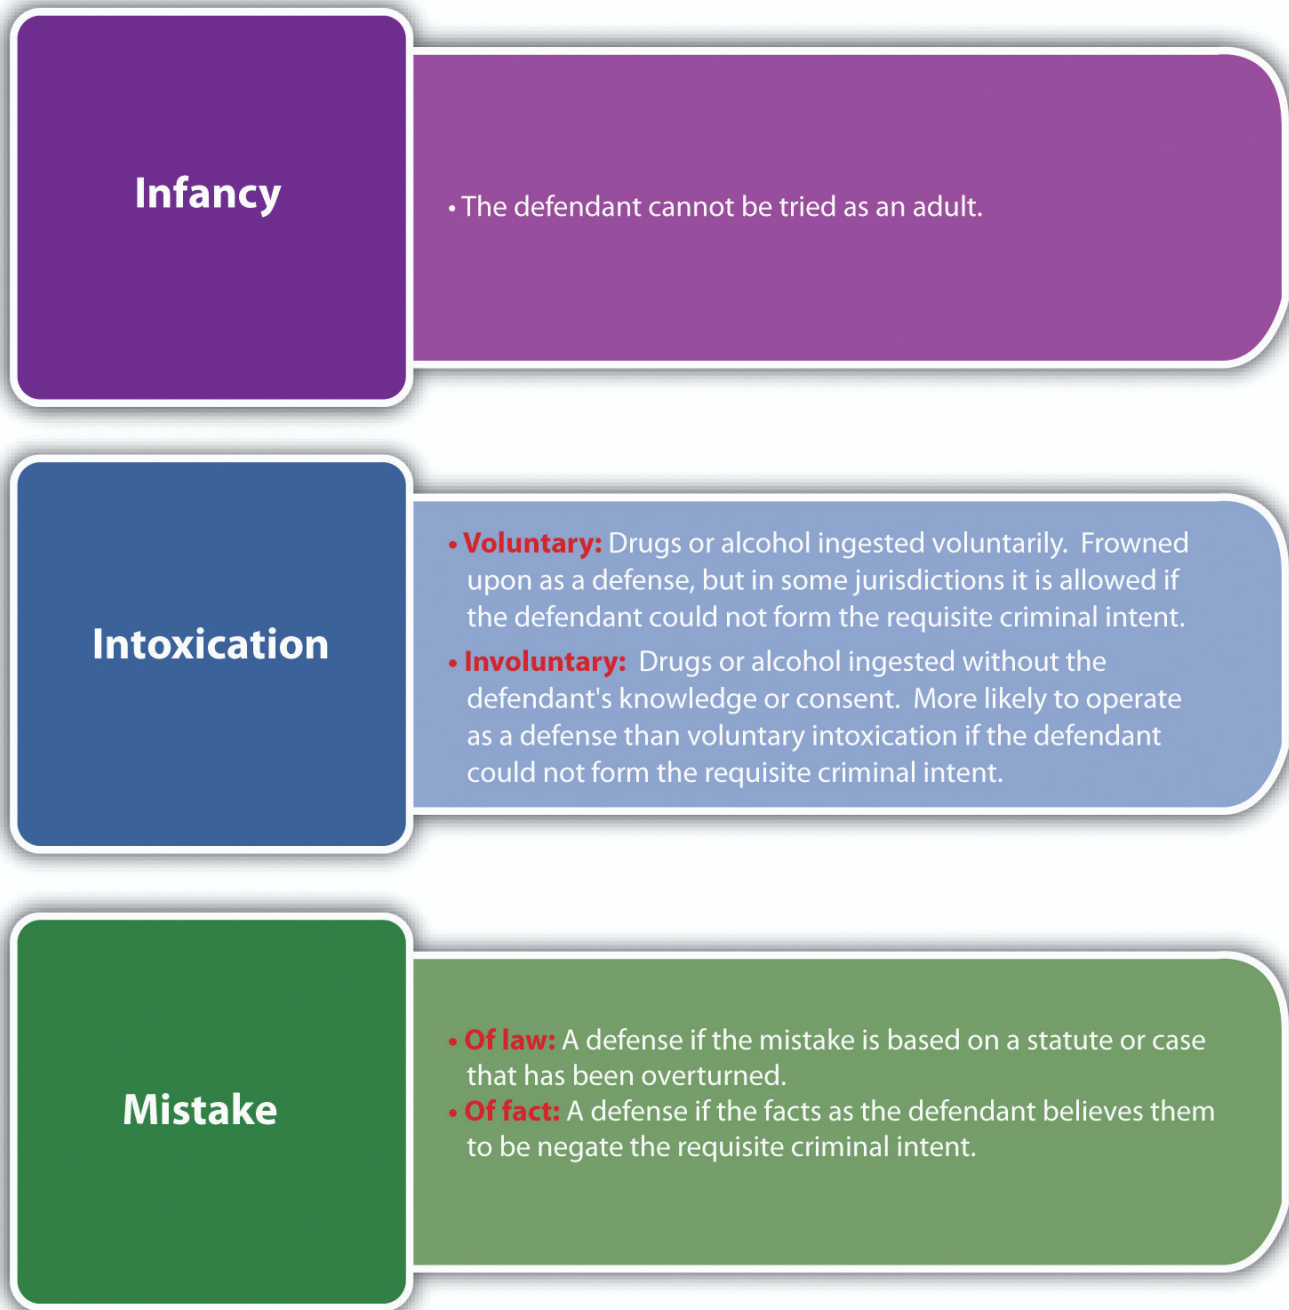 Infancy
• The defendant cannot be tried as an adult.
Intoxication
• Voluntary: Drugs or alcohol ingested voluntarily. Frowned
upon as a defense, but in some jurisdictions it is allowed if
the defendant could not form the requisite criminal intent.
• Involuntary: Drugs or alcohol ingested without the
defendant's knowledge or consent. More likely to operate
as a defense than voluntary intoxication if the defendant
could not form the requisite criminal intent.
Mistake
• Of law: A defense if the mistake is based on a statute or case
that has been overturned.
• Of fact: A defense if the facts as the defendant believes them
to be negate the requisite criminal intent.